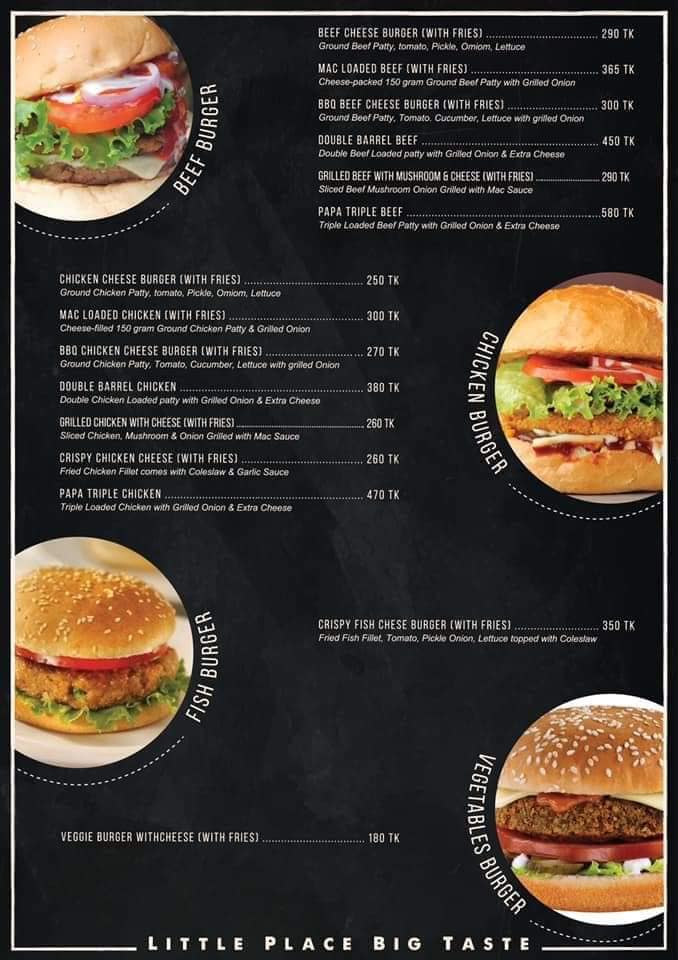 BEEF BURGER
BEEF CHEESE BURGER (WITH FRIES) ........ 290 TK
Ground Beef Patty, tomato, Pickle, Omiom, Lettuce
MAC LOADED BEEF (WITH FRIES) ........ 365 TK
Cheese-packed 150 gram Ground Beef Patty with Grilled Onion
BBQ BEEF CHEESE BURGER (WITH FRIES) ........ 300 TK
Ground Beef Patty, Tomato. Cucumber, Lettuce with grilled Onion
DOUBLE BARREL BEEF ........ 450 TK
Double Beef Loaded patty with Grilled Onion & Extra Cheese
GRILLED BEEF WITH MUSHROOM & CHEESE (WITH FRIES) ........ 290 TK
Sliced Beef Mushroom Onion Grilled with Mac Sauce
PAPA TRIPLE BEEF ........ 580 TK
Triple Loaded Beef Patty with Grilled Onion & Extra Cheese
CHICKEN BURGER
CHICKEN CHEESE BURGER (WITH FRIES) ........ 250 TK
Ground Chicken Patty, tomato, Pickle, Omiom, Lettuce
MAC LOADED CHICKEN (WITH FRIES) ........ 300 TK
Cheese-filled 150 gram Ground Chicken Patty & Grilled Onion
BBQ CHICKEN CHEESE BURGER (WITH FRIES) ........ 270 TK
Ground Chicken Patty, Tomato, Cucumber, Lettuce with grilled Onion
DOUBLE BARREL CHICKEN ........ 380 TK
Double Chicken Loaded patty with Grilled Onion & Extra Cheese
GRILLED CHICKEN WITH CHEESE (WITH FRIES) ........ 260 TK
Sliced Chicken, Mushroom & Onion Grilled with Mac Sauce
CRISPY CHICKEN CHEESE (WITH FRIES) ........ 260 TK
Fried Chicken Fillet comes with Coleslaw & Garlic Sauce
PAPA TRIPLE CHICKEN ........ 470 TK
Triple Loaded Chicken with Grilled Onion & Extra Cheese
FISH BURGER
CRISPY FISH CHESE BURGER (WITH FRIES) ........ 350 TK
Fried Fish Fillet, Tomato, Pickle Onion, Lettuce topped with Coleslaw
VEGETABLES BURGER
VEGGIE BURGER WITHCHEESE (WITH FRIES) ........ 180 TK
LITTLE PLACE BIG TASTE